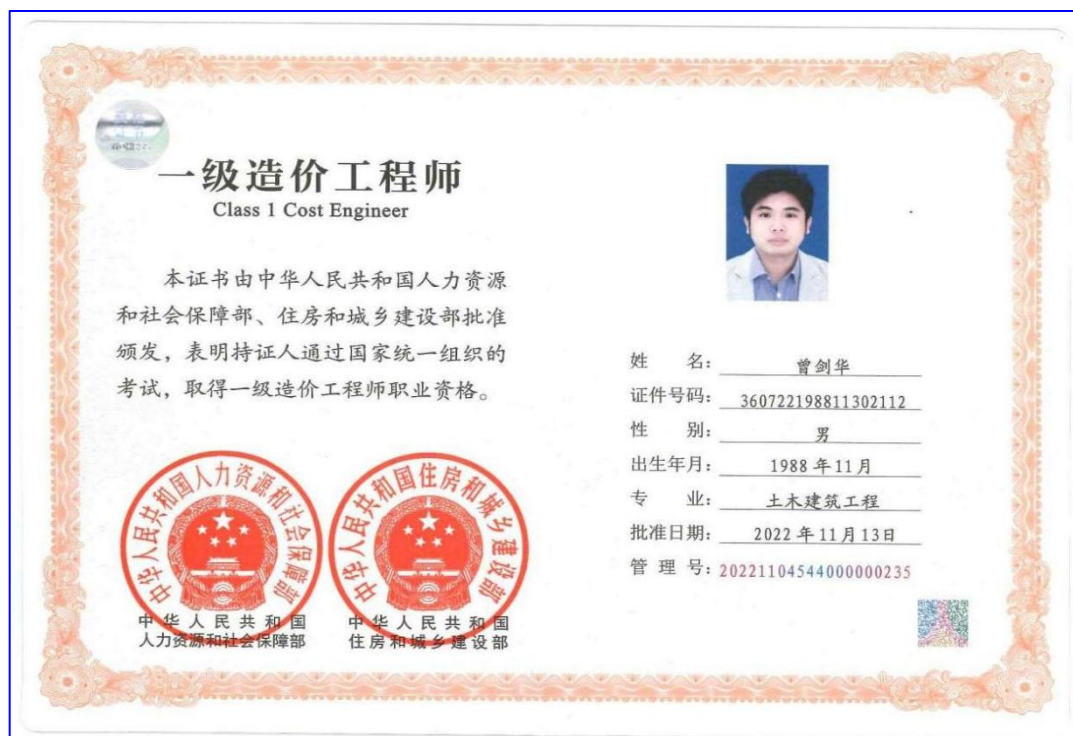 一级造价工程师
Class 1 Cost Engineer
本证书由中华人民共和国人力资源
和社会保障部、住房和城乡建设部批准
颁发，表明持证人通过国家统一组织的
考试，取得一级造价工程师职业资格。
中华人民共和国人力资源和社会保障部
中华人民共和国
人力资源和社会保障部
中华人民共和国住房和城乡建设部
中华人民共和国
住房和城乡建设部
姓 名：曾剑华
证件号码：360722198811302112
性 别：男
出生年月：1988年11月
专 业：土木建筑工程
批准日期：2022年11月13日
管 理 号：20221104544000000235